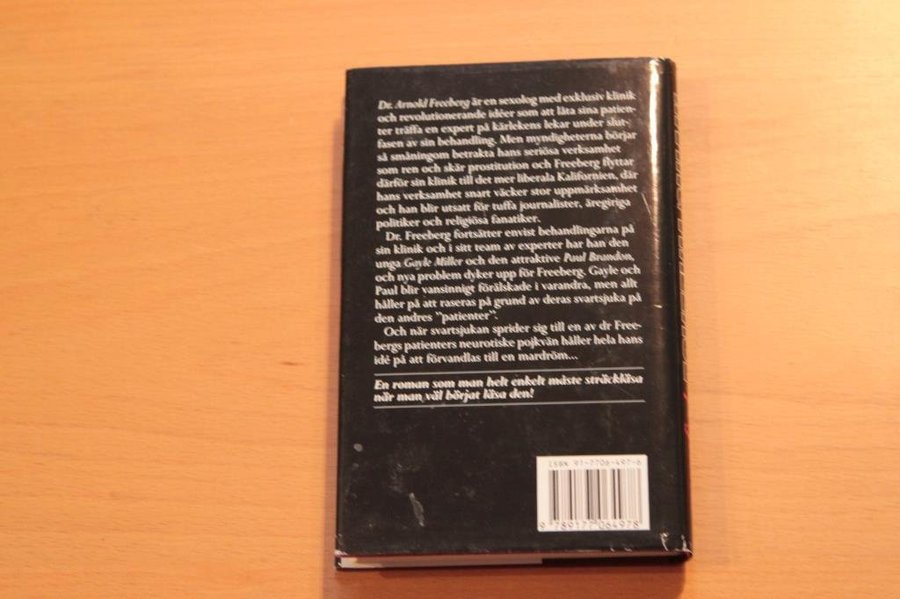 Dr. Arnold Freeberg är en sexolog med exklusiv klinik
och revolutionerande idéer som att låta sina patien-
ter träffa en expert på kärlekens lekar under slut-
fasen av sin behandling. Men myndigheterna börjar
så småningom betrakta hans seriösa verksamhet
som ren och skär prostitution och Freeberg flyttar
därför sin klinik till det mer liberala Kalifornien, där
hans verksamhet snart väcker stor uppmärksamhet
och han blir utsatt för tuffa journalister, äregiriga
politiker och religiösa fanatiker.
Dr. Freeberg fortsätter envist behandlingarna på
sin klinik och i sitt team av experter har han den
unga Gayle Miller och den attraktive Paul Brandon,
och nya problem dyker upp för Freeberg. Gayle och
Paul blir vansinnigt förälskade i varandra, men allt
håller på att raseras på grund av deras svartsjuka på
den andres ”patienter”.
Och när svartsjukan sprider sig till en av dr Free-
bergs patienters neurotiske pojkvän håller hela hans
idé på att förvandlas till en mardröm...
En roman som man helt enkelt måste sträckläsa
när man väl börjat läsa den!
ISBN 91-7706-497-6
9 789177 064978